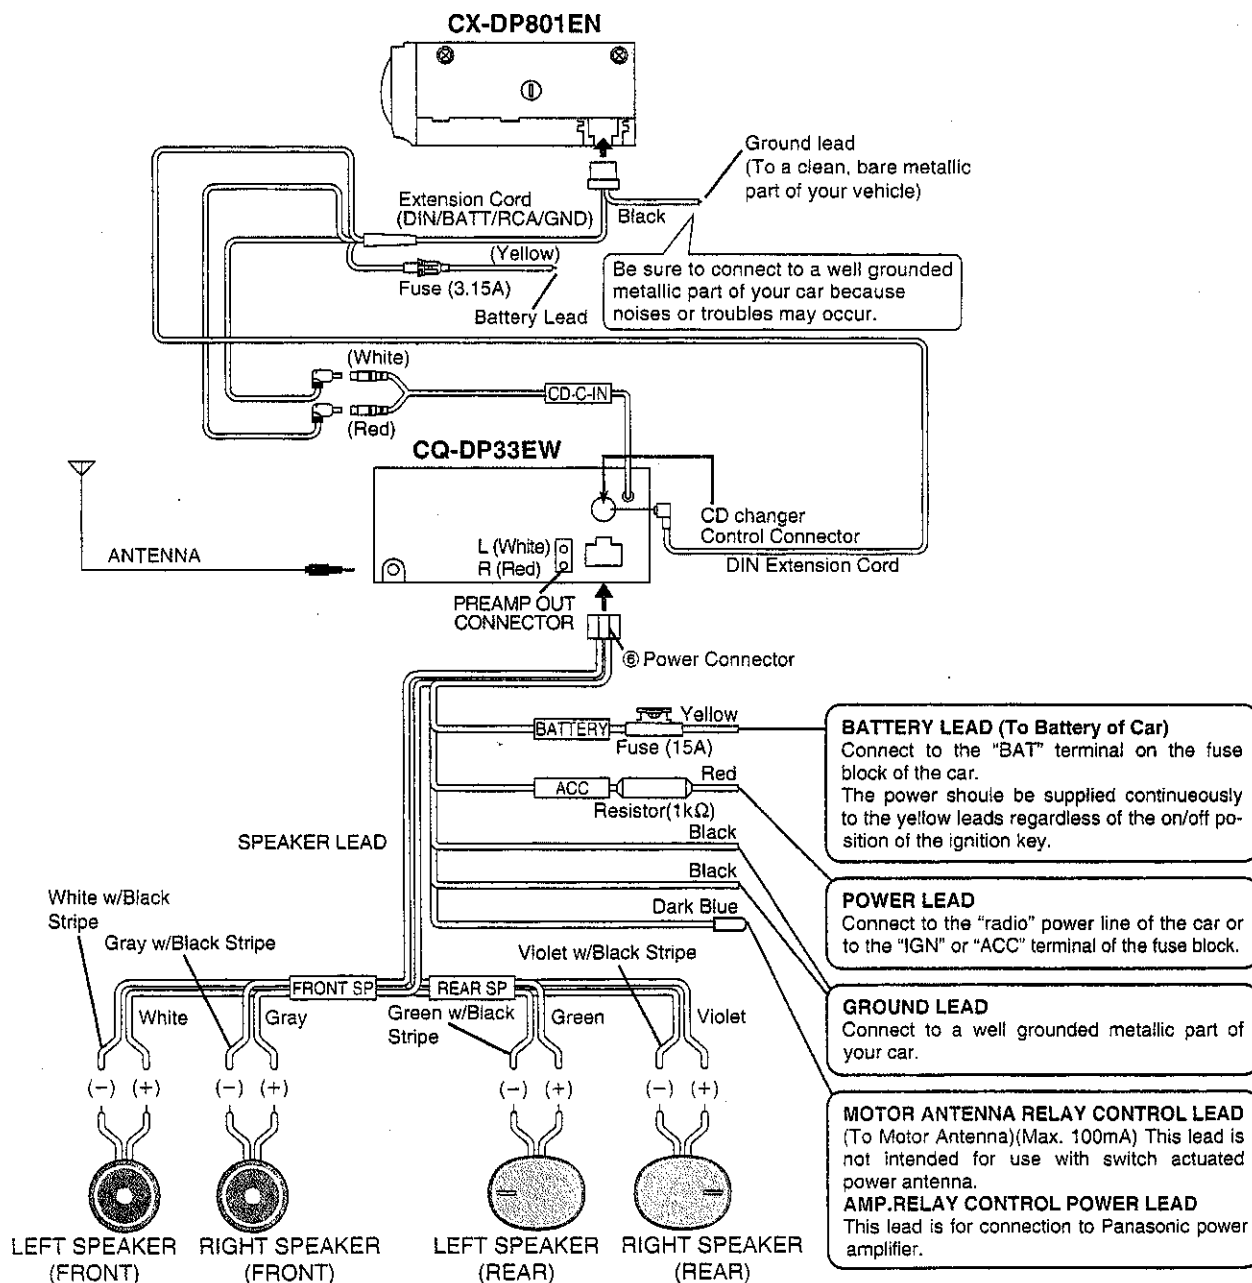 CX-DP801EN
Ground lead
(To a clean, bare metallic
part of your vehicle)
Extension Cord
(DIN/BATT/RCA/GND)
Black
(Yellow)
Fuse (3.15A)
Battery Lead
Be sure to connect to a well grounded
metallic part of your car because
noises or troubles may occur.
(White)
CD-C-IN
(Red)
CQ-DP33EW
CD changer
Control Connector
DIN Extension Cord
ANTENNA
L (White)
R (Red)
PREAMP OUT
CONNECTOR
⑥ Power Connector
BATTERY
Yellow
Fuse (15A)
ACC
Red
Resistor(1kΩ)
Black
Black
Dark Blue
SPEAKER LEAD
BATTERY LEAD (To Battery of Car)
Connect to the “BAT” terminal on the fuse
block of the car.
The power shoule be supplied continueously
to the yellow leads regardless of the on/off po-
sition of the ignition key.
POWER LEAD
Connect to the “radio” power line of the car or
to the “IGN” or “ACC” terminal of the fuse block.
GROUND LEAD
Connect to a well grounded metallic part of
your car.
MOTOR ANTENNA RELAY CONTROL LEAD
(To Motor Antenna)(Max. 100mA) This lead is
not intended for use with switch actuated
power antenna.
AMP.RELAY CONTROL POWER LEAD
This lead is for connection to Panasonic power
amplifier.
White w/Black
Stripe
Gray w/Black Stripe
Violet w/Black Stripe
FRONT SP
REAR SP
White
Gray
Green w/Black
Stripe
Green
Violet
(−) (+)
(−) (+)
(−) (+)
(−) (+)
LEFT SPEAKER
(FRONT)
RIGHT SPEAKER
(FRONT)
LEFT SPEAKER
(REAR)
RIGHT SPEAKER
(REAR)